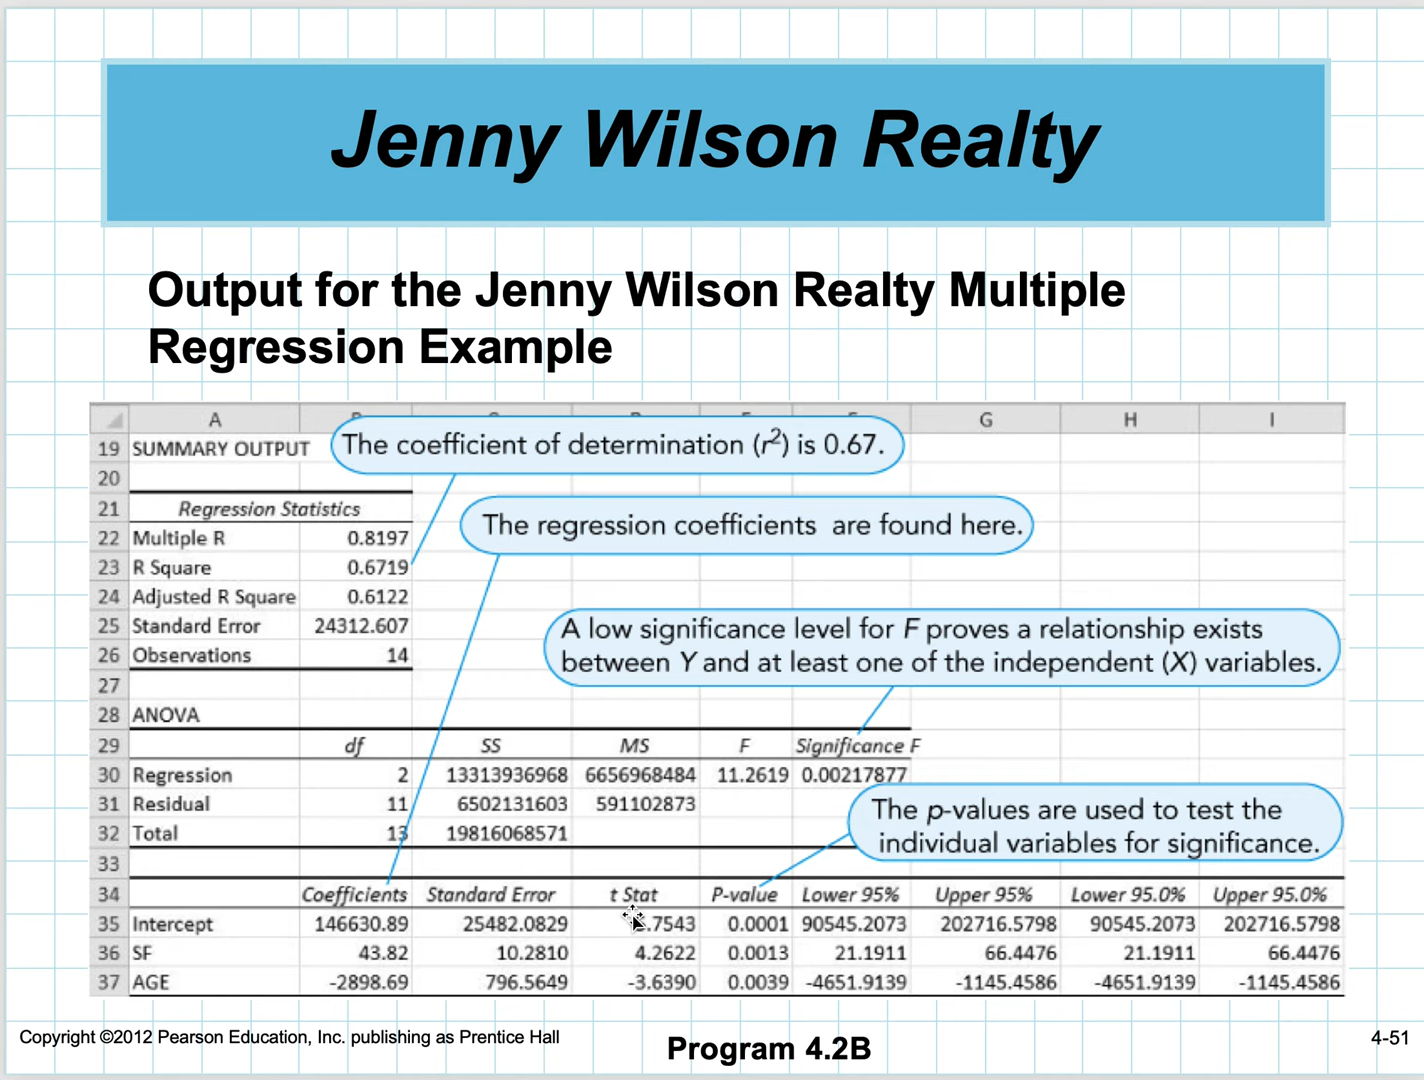 Jenny Wilson Realty
Output for the Jenny Wilson Realty Multiple
Regression Example
A G H I
The coefficient of determination (r²) is 0.67.
19 SUMMARY OUTPUT
20
The regression coefficients are found here.
21 Regression Statistics
22 Multiple R 0.8197
23 R Square 0.6719
24 Adjusted R Square 0.6122
A low significance level for F proves a relationship exists
between Y and at least one of the independent (X) variables.
25 Standard Error 24312.607
26 Observations 14
27
28 ANOVA
29 df SS MS F Significance F
30 Regression 2 13313936968 6656968484 11.2619 0.00217877
The p-values are used to test the
individual variables for significance.
31 Residual 11 6502131603 591102873
32 Total 13 19816068571
33
34 Coefficients Standard Error t Stat P-value Lower 95% Upper 95% Lower 95.0% Upper 95.0%
35 Intercept 146630.89 25482.0829 .7543 0.0001 90545.2073 202716.5798 90545.2073 202716.5798
36 SF 43.82 10.2810 4.2622 0.0013 21.1911 66.4476 21.1911 66.4476
37 AGE -2898.69 796.5649 -3.6390 0.0039 -4651.9139 -1145.4586 -4651.9139 -1145.4586
Copyright ©2012 Pearson Education, Inc. publishing as Prentice Hall
Program 4.2B
4-51